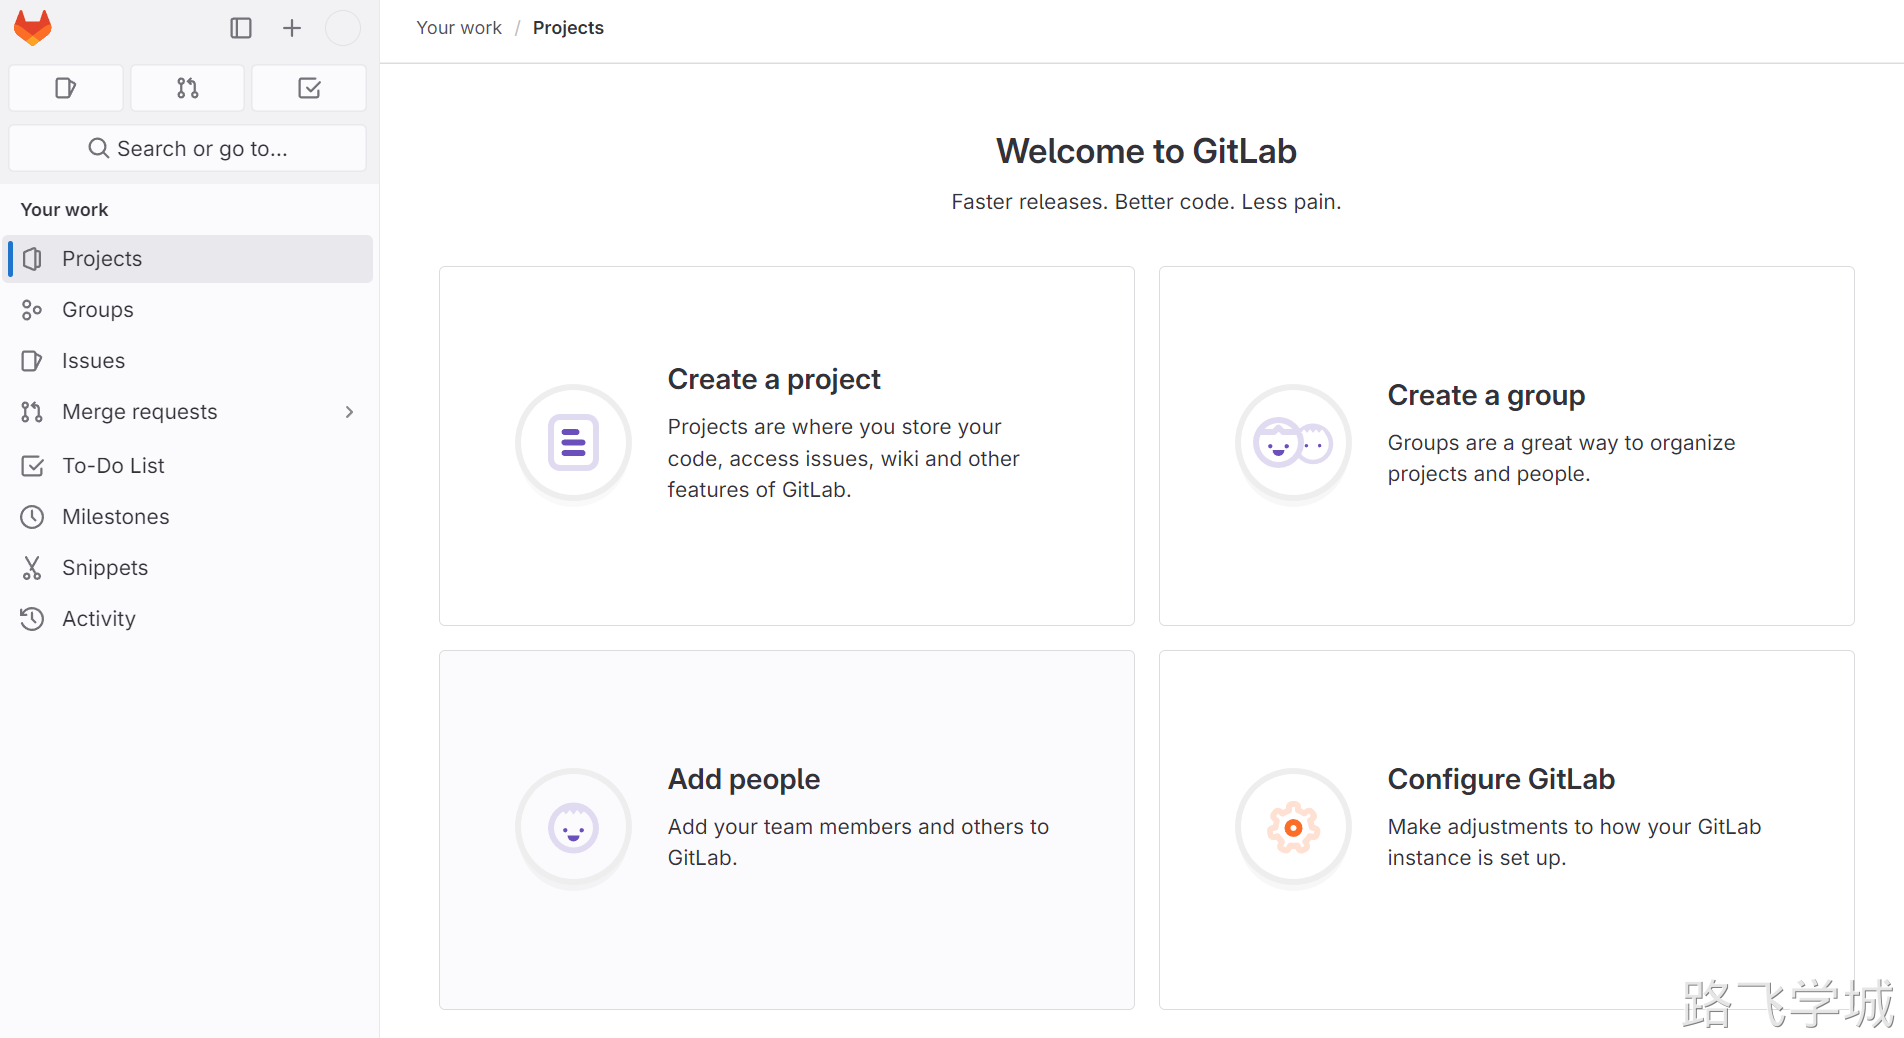 Your work / Projects
Search or go to...
Your work
Projects
Groups
Issues
Merge requests
To-Do List
Milestones
Snippets
Activity
Welcome to GitLab
Faster releases. Better code. Less pain.
Create a project
Projects are where you store your
code, access issues, wiki and other
features of GitLab.
Create a group
Groups are a great way to organize
projects and people.
Add people
Add your team members and others to
GitLab.
Configure GitLab
Make adjustments to how your GitLab
instance is set up.
路飞学城